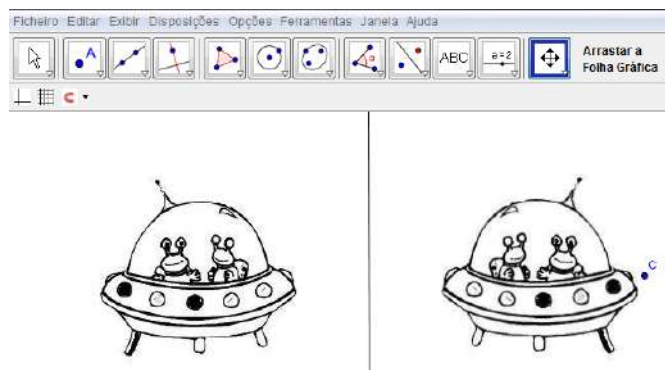 Ficheiro Editar Exibir Disposições Opções Ferramentas Janela Ajuda
A
ABC
a=2
Arrastar a
Folha Gráfica
C